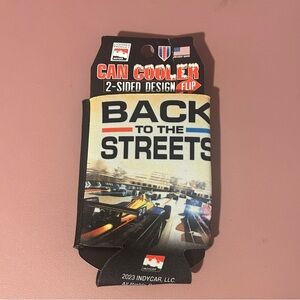 CAN COOLER
2-SIDED DESIGN FLIP
BACK
TO THE
STREETS
2023 INDYCAR, LLC.